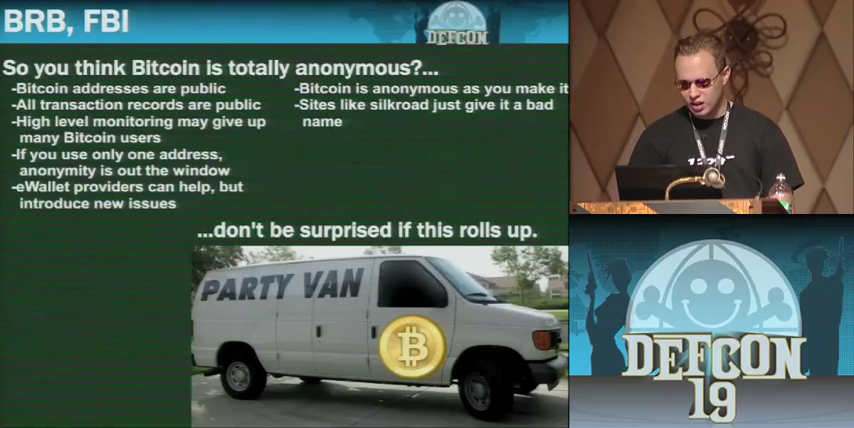 BRB, FBI
DEFCON
So you think Bitcoin is totally anonymous?...
-Bitcoin addresses are public
-All transaction records are public
-High level monitoring may give up
many Bitcoin users
-If you use only one address,
anonymity is out the window
-eWallet providers can help, but
introduce new issues
-Bitcoin is anonymous as you make it
-Sites like silkroad just give it a bad
name
...don't be surprised if this rolls up.
PARTY VAN
DEFCON
19